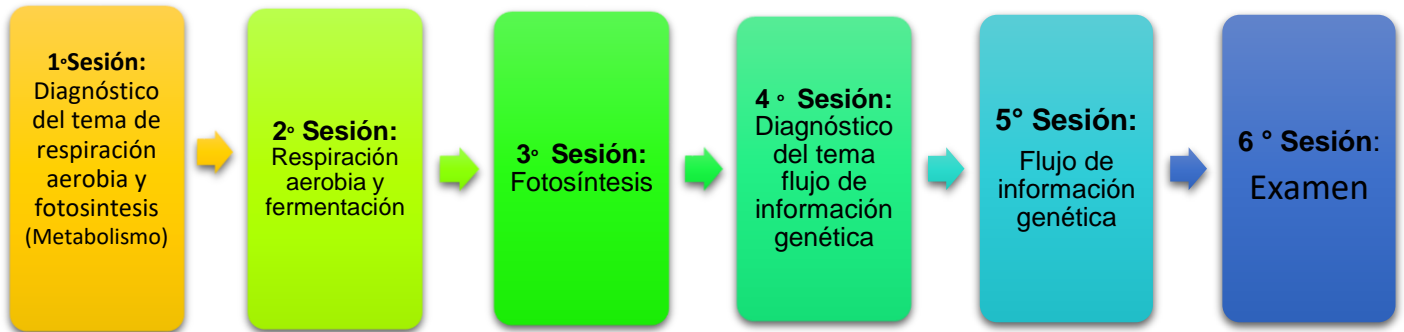 1°Sesión:
Diagnóstico
del tema de
respiración
aerobia y
fotosintesis
(Metabolismo)
2° Sesión:
Respiración
aerobia y
fermentación
3° Sesión:
Fotosíntesis
4 ° Sesión:
Diagnóstico
del tema
flujo de
información
genética
5° Sesión:
Flujo de
información
genética
6 ° Sesión:
Examen